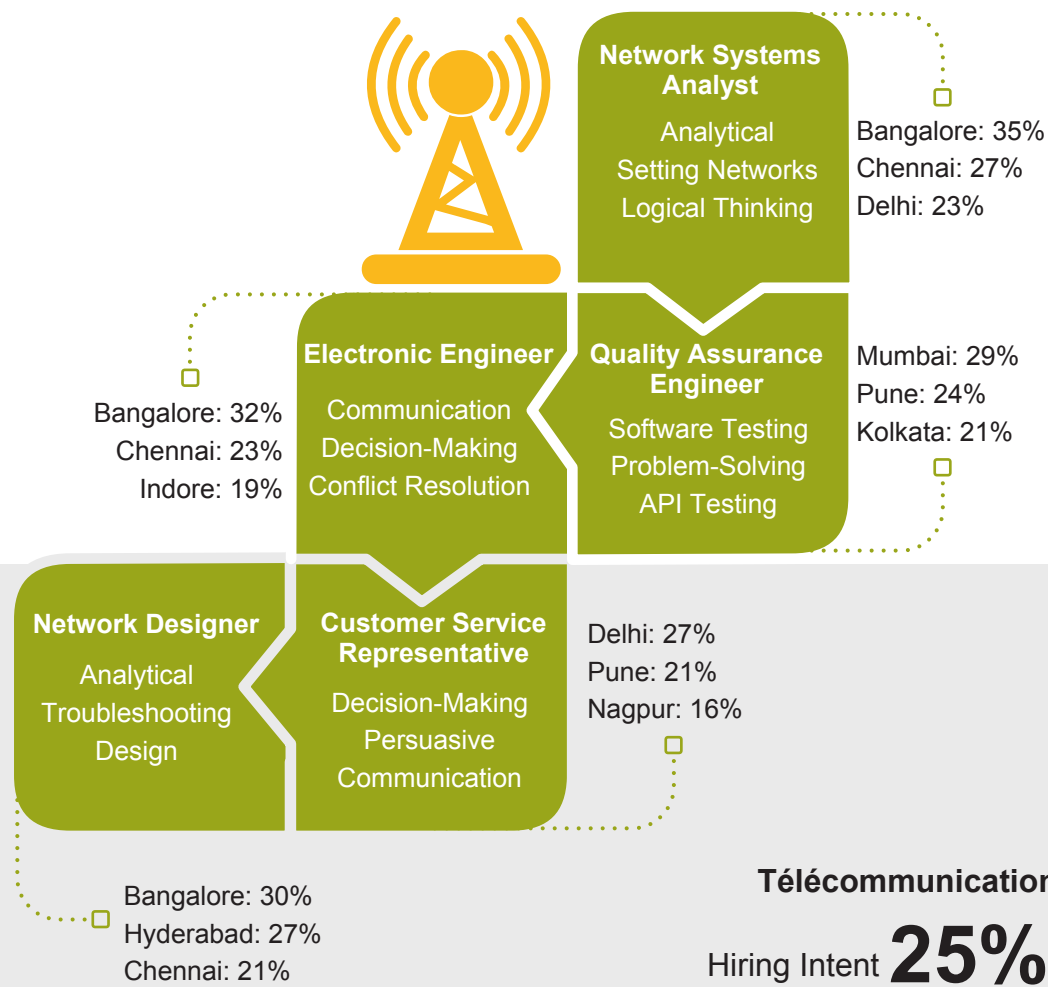 Network Systems
Analyst
Analytical
Setting Networks
Logical Thinking
Bangalore: 35%
Chennai: 27%
Delhi: 23%
Electronic Engineer
Communication
Decision-Making
Conflict Resolution
Bangalore: 32%
Chennai: 23%
Indore: 19%
Quality Assurance
Engineer
Software Testing
Problem-Solving
API Testing
Mumbai: 29%
Pune: 24%
Kolkata: 21%
Network Designer
Analytical
Troubleshooting
Design
Customer Service
Representative
Decision-Making
Persuasive
Communication
Delhi: 27%
Pune: 21%
Nagpur: 16%
Bangalore: 30%
Hyderabad: 27%
Chennai: 21%
Télécommunication
Hiring Intent 25%